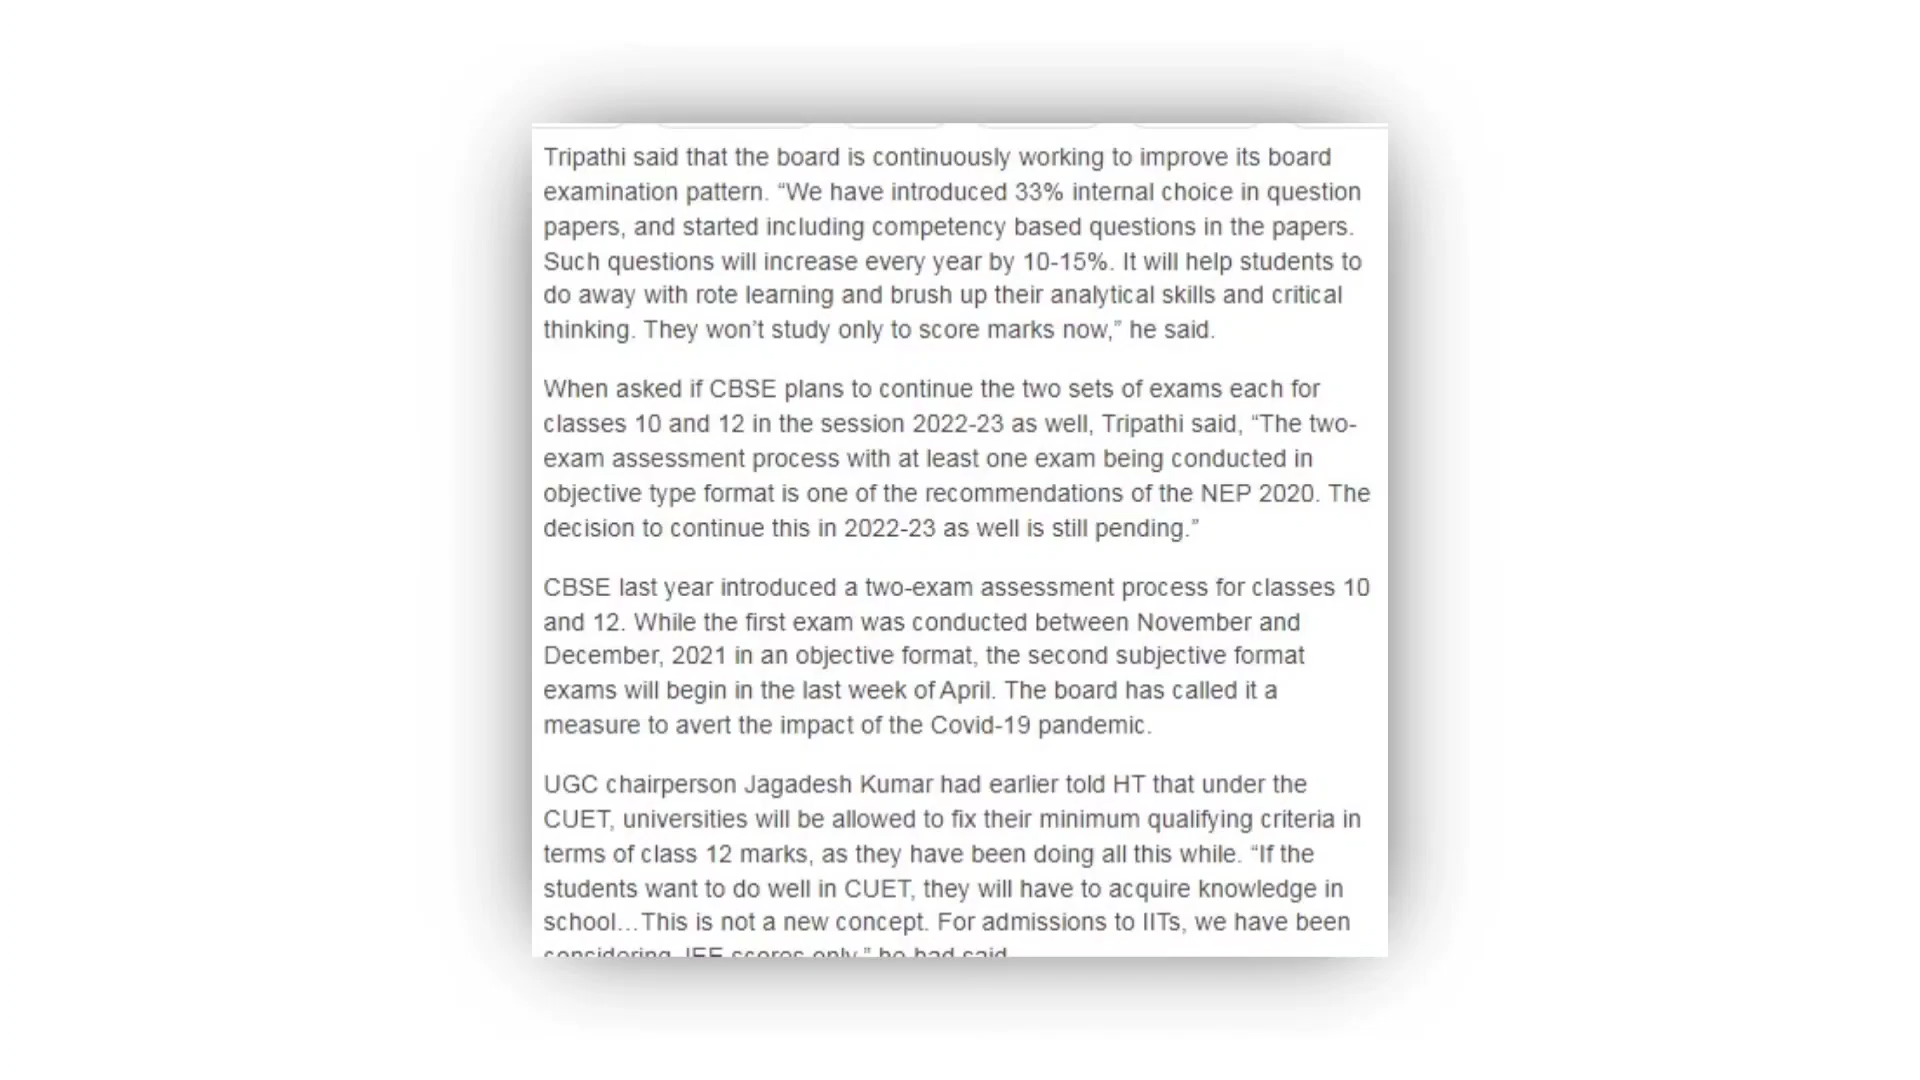 Tripathi said that the board is continuously working to improve its board
examination pattern. “We have introduced 33% internal choice in question
papers, and started including competency based questions in the papers.
Such questions will increase every year by 10-15%. It will help students to
do away with rote learning and brush up their analytical skills and critical
thinking. They won’t study only to score marks now,” he said.
When asked if CBSE plans to continue the two sets of exams each for
classes 10 and 12 in the session 2022-23 as well, Tripathi said, “The two-
exam assessment process with at least one exam being conducted in
objective type format is one of the recommendations of the NEP 2020. The
decision to continue this in 2022-23 as well is still pending.”
CBSE last year introduced a two-exam assessment process for classes 10
and 12. While the first exam was conducted between November and
December, 2021 in an objective format, the second subjective format
exams will begin in the last week of April. The board has called it a
measure to avert the impact of the Covid-19 pandemic.
UGC chairperson Jagadesh Kumar had earlier told HT that under the
CUET, universities will be allowed to fix their minimum qualifying criteria in
terms of class 12 marks, as they have been doing all this while. “If the
students want to do well in CUET, they will have to acquire knowledge in
school…This is not a new concept. For admissions to IITs, we have been
considering JEE scores only,” he had said